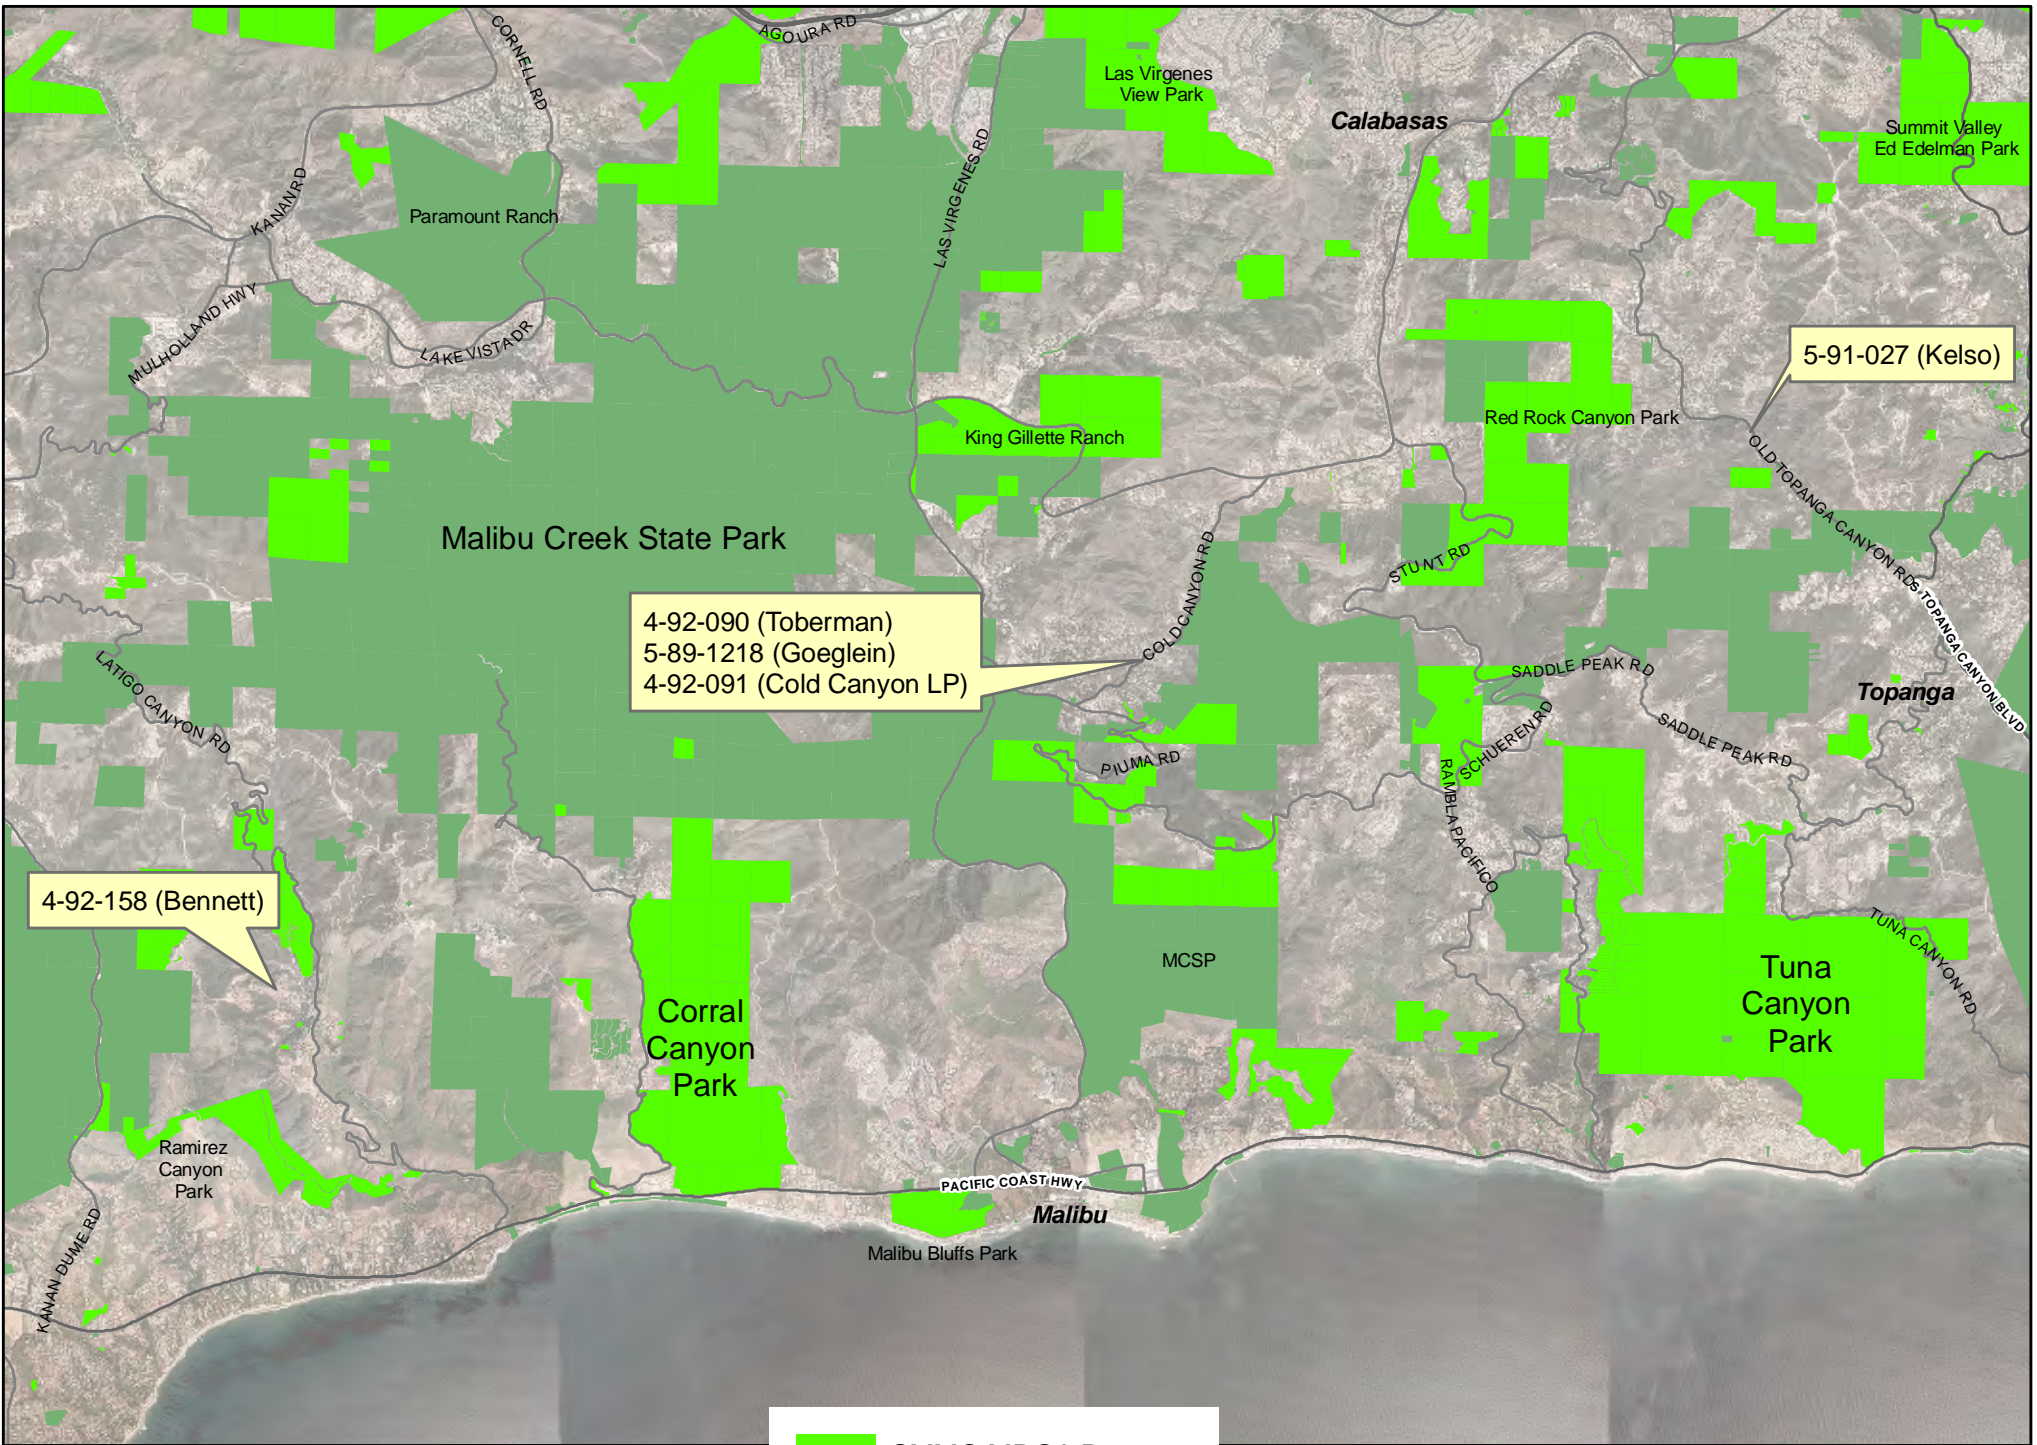 AGOURA RD
CORNELL RD
Las Virgenes
View Park
Calabasas
Summit Valley
Ed Edelman Park
KANAN RD
Paramount Ranch
LAS VIRGENES RD
MULHOLLAND HWY
LAKE VISTA DR
5-91-027 (Kelso)
King Gillette Ranch
Red Rock Canyon Park
OLD TOPANGA CANYON RD
Malibu Creek State Park
STUNT RD
COLD CANYON RD
4-92-090 (Toberman)
5-89-1218 (Goeglein)
4-92-091 (Cold Canyon LP)
S TOPANGA CANYON BLVD
LATIGO CANYON RD
SADDLE PEAK RD
Topanga
SADDLE PEAK RD
SCHUEREN RD
PIUMA RD
RAMBLA PACIFICO
4-92-158 (Bennett)
TUNA CANYON RD
MCSP
Tuna
Canyon
Park
Corral
Canyon
Park
Ramirez
Canyon
Park
PACIFIC COAST HWY
Malibu
Malibu Bluffs Park
KANAN DUME RD